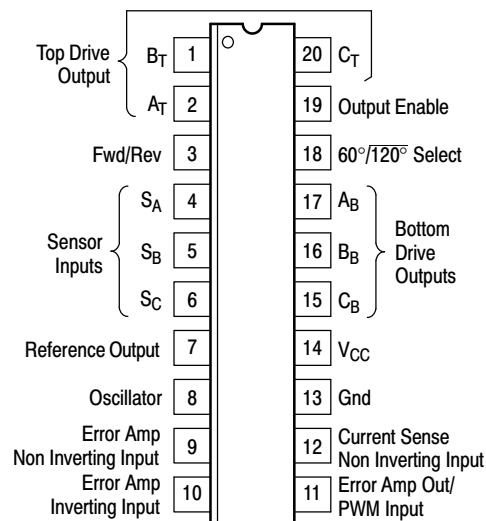 Top Drive
Output
B_T 1
A_T 2
Fwd/Rev 3
Sensor
Inputs
S_A 4
S_B 5
S_C 6
Reference Output 7
Oscillator 8
Error Amp
Non Inverting Input 9
Error Amp
Inverting Input 10
20 C_T
19 Output Enable
18 60°/120° Select
17 A_B
16 B_B
15 C_B
Bottom
Drive
Outputs
14 V_CC
13 Gnd
12 Current Sense
Non Inverting Input
11 Error Amp Out/
PWM Input